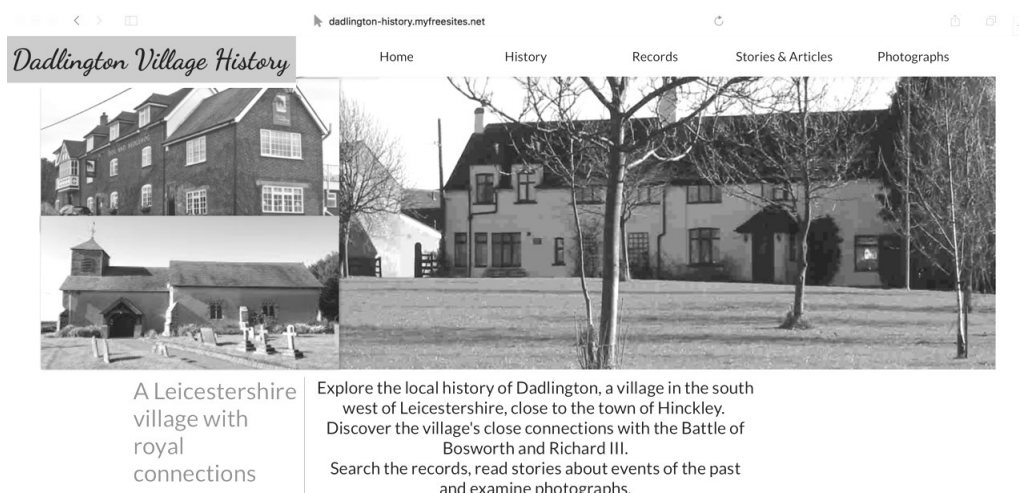 dadlington-history.myfreesites.net
Dadlington Village History
Home
History
Records
Stories & Articles
Photographs
A Leicestershire
village with
royal
connections
Explore the local history of Dadlington, a village in the south
west of Leicestershire, close to the town of Hinckley.
Discover the village's close connections with the Battle of
Bosworth and Richard III.
Search the records, read stories about events of the past
and examine photographs.